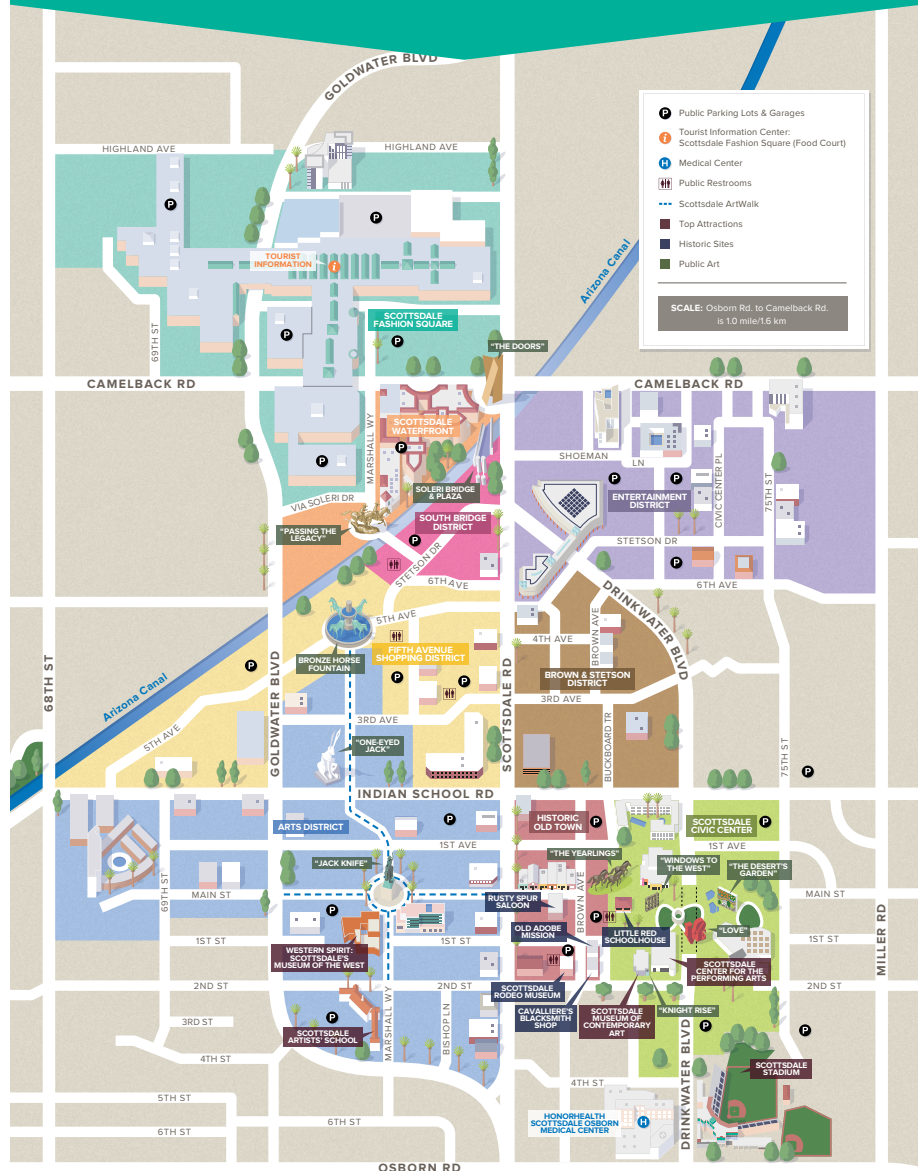 GOLDWATER BLVD
HIGHLAND AVE
HIGHLAND AVE
P
Public Parking Lots & Garages
i
Tourist Information Center:
Scottsdale Fashion Square (Food Court)
H
Medical Center
Public Restrooms
Scottsdale ArtWalk
Top Attractions
Historic Sites
Public Art
SCALE: Osborn Rd. to Camelback Rd.
is 1.0 mile/1.6 km
P
P
TOURIST
INFORMATION
i
Arizona Canal
SCOTTSDALE
FASHION SQUARE
69TH ST
P
P
"THE DOORS"
CAMELBACK RD
CAMELBACK RD
MARSHALL WY
SCOTTSDALE
WATERFRONT
P
P
SHOEMAN
LN
CIVIC CENTER PL
75TH ST
SOLERI BRIDGE
& PLAZA
P
P
ENTERTAINMENT
DISTRICT
VIA SOLERI DR
"PASSING THE
LEGACY"
SOUTH BRIDGE
DISTRICT
P
STETSON DR
STETSON DR
P
6TH AVE
6TH AVE
DRINKWATER BLVD
5TH AVE
4TH AVE
BROWN AVE
BRONZE HORSE
FOUNTAIN
FIFTH AVENUE
SHOPPING DISTRICT
P
P
P
BROWN & STETSON
DISTRICT
68TH ST
Arizona Canal
GOLDWATER BLVD
SCOTTSDALE RD
3RD AVE
3RD AVE
5TH AVE
"ONE-EYED
JACK"
BUCKBOARD TR
75TH ST
P
INDIAN SCHOOL RD
ARTS DISTRICT
P
HISTORIC
OLD TOWN
P
SCOTTSDALE
CIVIC CENTER
P
1ST AVE
1ST AVE
"JACK KNIFE"
"THE YEARLINGS"
"WINDOWS TO
THE WEST"
"THE DESERT'S
GARDEN"
69TH ST
MAIN ST
MAIN ST
RUSTY SPUR
SALOON
BROWN AVE
P
P
OLD ADOBE
MISSION
LITTLE RED
SCHOOLHOUSE
"LOVE"
1ST ST
1ST ST
1ST ST
MILLER RD
WESTERN SPIRIT:
SCOTTSDALE'S
MUSEUM OF THE WEST
P
SCOTTSDALE
CENTER FOR THE
PERFORMING ARTS
2ND ST
2ND ST
2ND ST
SCOTTSDALE
RODEO MUSEUM
CAVALLIERE'S
BLACKSMITH
SHOP
SCOTTSDALE
MUSEUM OF
CONTEMPORARY
ART
"KNIGHT RISE"
3RD ST
P
SCOTTSDALE
ARTISTS' SCHOOL
MARSHALL WY
BISHOP LN
P
P
DRINKWATER BLVD
4TH ST
4TH ST
SCOTTSDALE
STADIUM
5TH ST
6TH ST
6TH ST
HONORHEALTH
SCOTTSDALE OSBORN
MEDICAL CENTER
H
OSBORN RD